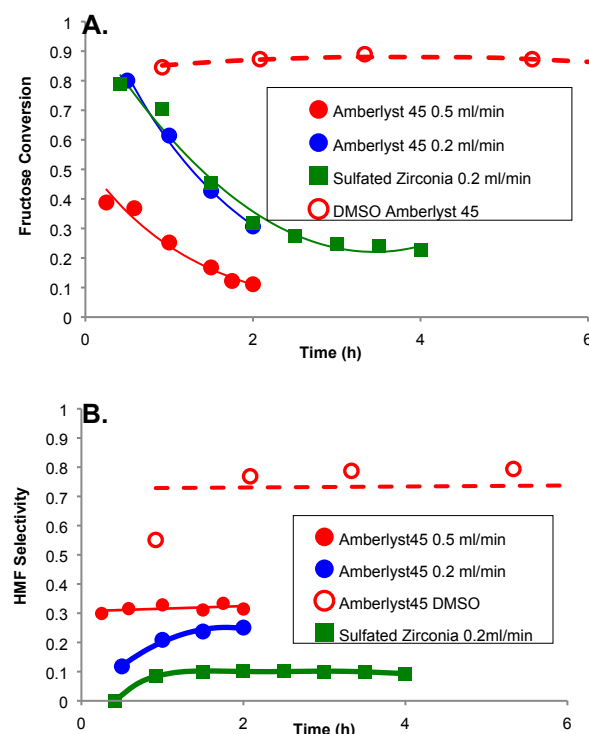 A.
1
0.9
0.8
0.7
0.6
0.5
0.4
0.3
0.2
0.1
0
Fructose Conversion
Amberlyst 45 0.5 ml/min
Amberlyst 45 0.2 ml/min
Sulfated Zirconia 0.2 ml/min
DMSO Amberlyst 45
0 2 4 6
Time (h)
B.
1
0.9
0.8
0.7
0.6
0.5
0.4
0.3
0.2
0.1
0
HMF Selectivity
Amberlyst45 0.5 ml/min
Amberlyst45 0.2 ml/min
Amberlyst45 DMSO
Sulfated Zirconia 0.2ml/min
0 2 4 6
Time (h)